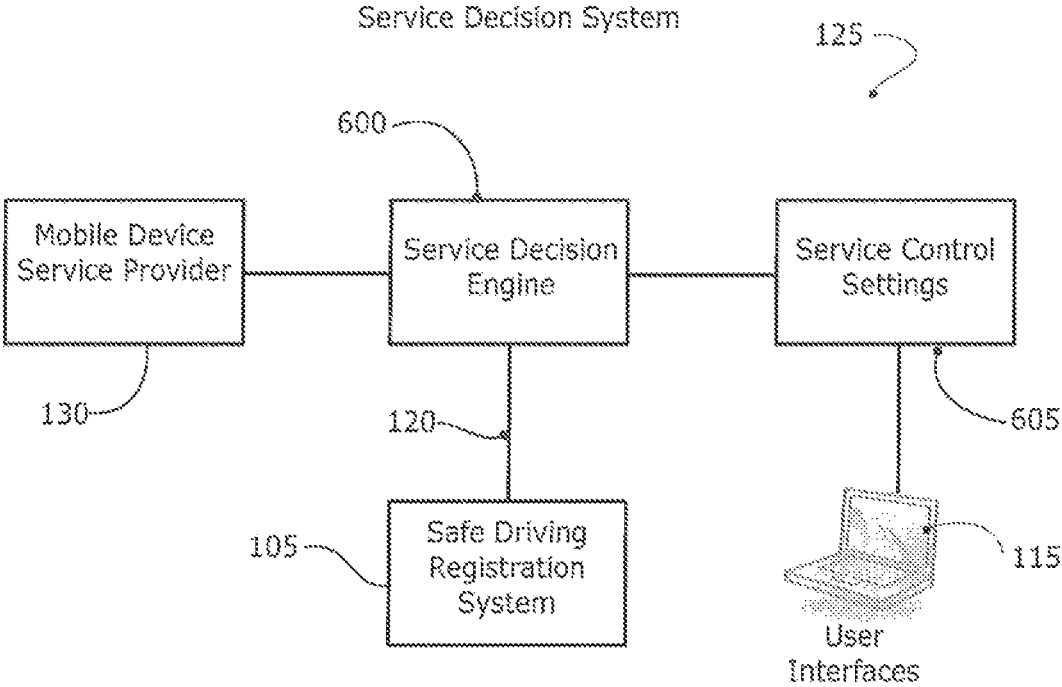 Service Decision System
125
600
Mobile Device
Service Provider
Service Decision
Engine
Service Control
Settings
130
120
605
105
Safe Driving
Registration
System
115
User
Interfaces